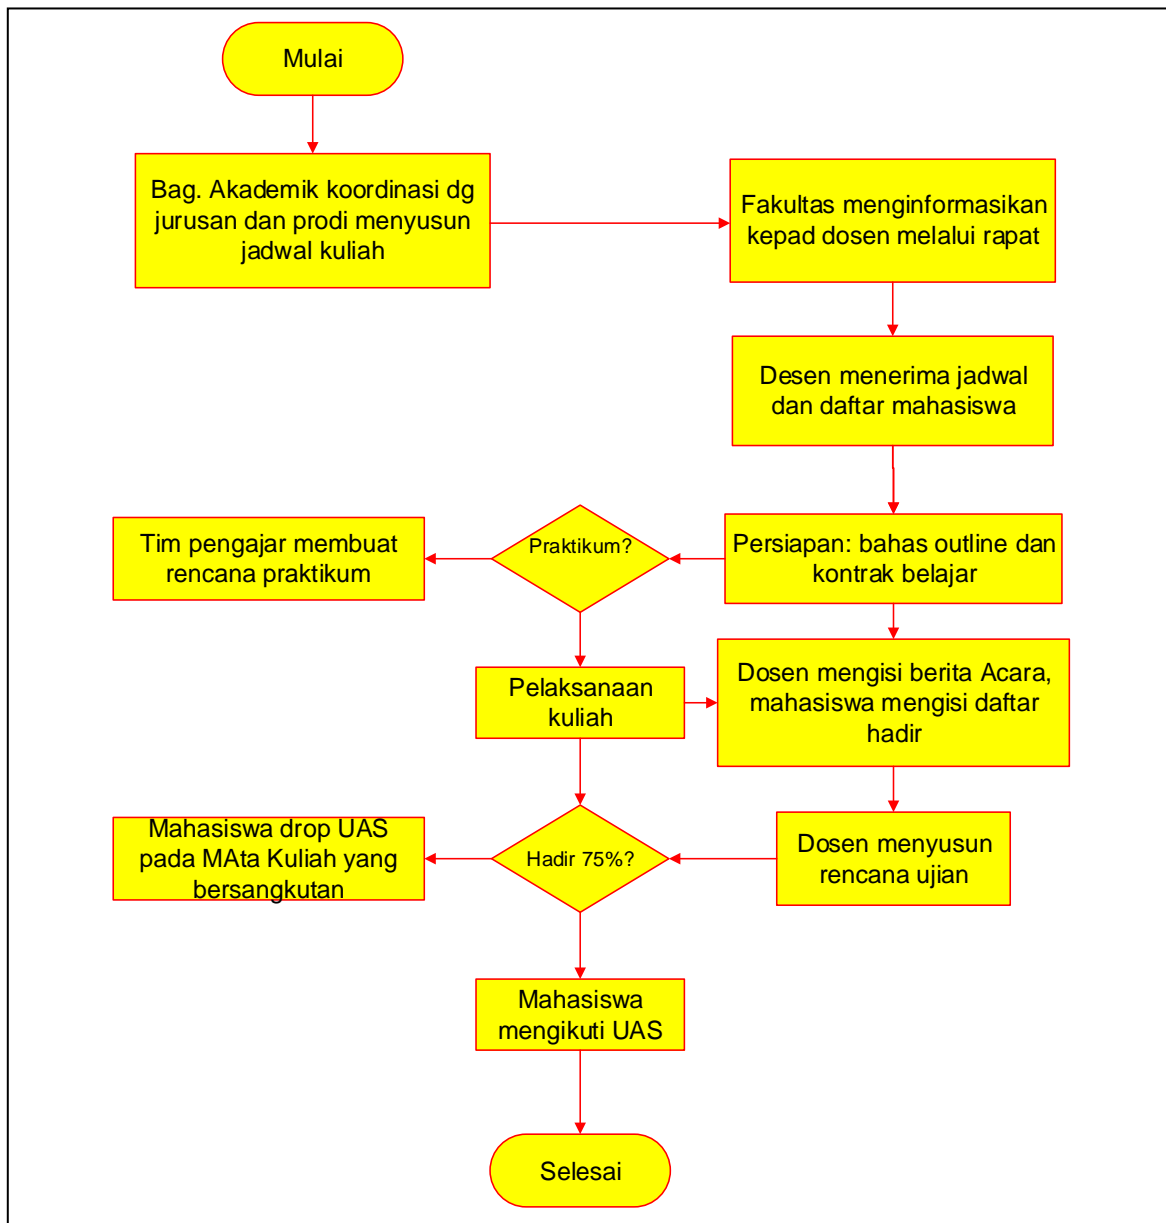 Mulai
Bag. Akademik koordinasi dg
jurusan dan prodi menyusun
jadwal kuliah
Fakultas menginformasikan
kepad dosen melalui rapat
Desen menerima jadwal
dan daftar mahasiswa
Persiapan: bahas outline dan
kontrak belajar
Praktikum?
Tim pengajar membuat
rencana praktikum
Pelaksanaan
kuliah
Dosen mengisi berita Acara,
mahasiswa mengisi daftar
hadir
Dosen menyusun
rencana ujian
Hadir 75%?
Mahasiswa drop UAS
pada MAta Kuliah yang
bersangkutan
Mahasiswa
mengikuti UAS
Selesai